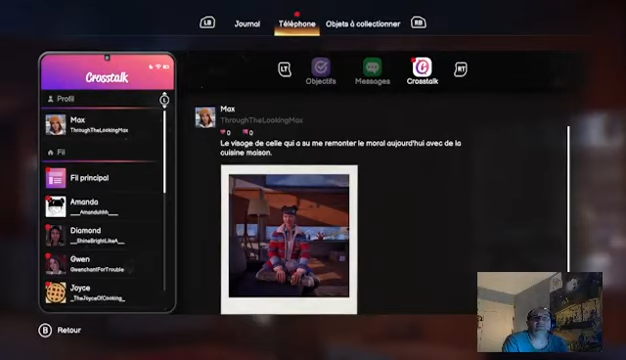 LB Journal Téléphone Objets à collectionner RB
LT Objectifs Messages Crosstalk RT
Crosstalk
Profil L
Max
ThroughTheLookingMax
Fil
Fil principal
Amanda
Diamond
__ShineBrightLikeA__
Gwen
GwenchantForTrouble
Joyce
_TheJoyceOfCooking_
Max
ThroughTheLookingMax
0 0
Le visage de celle qui a su me remonter le moral aujourd'hui avec de la
cuisine maison.
B Retour